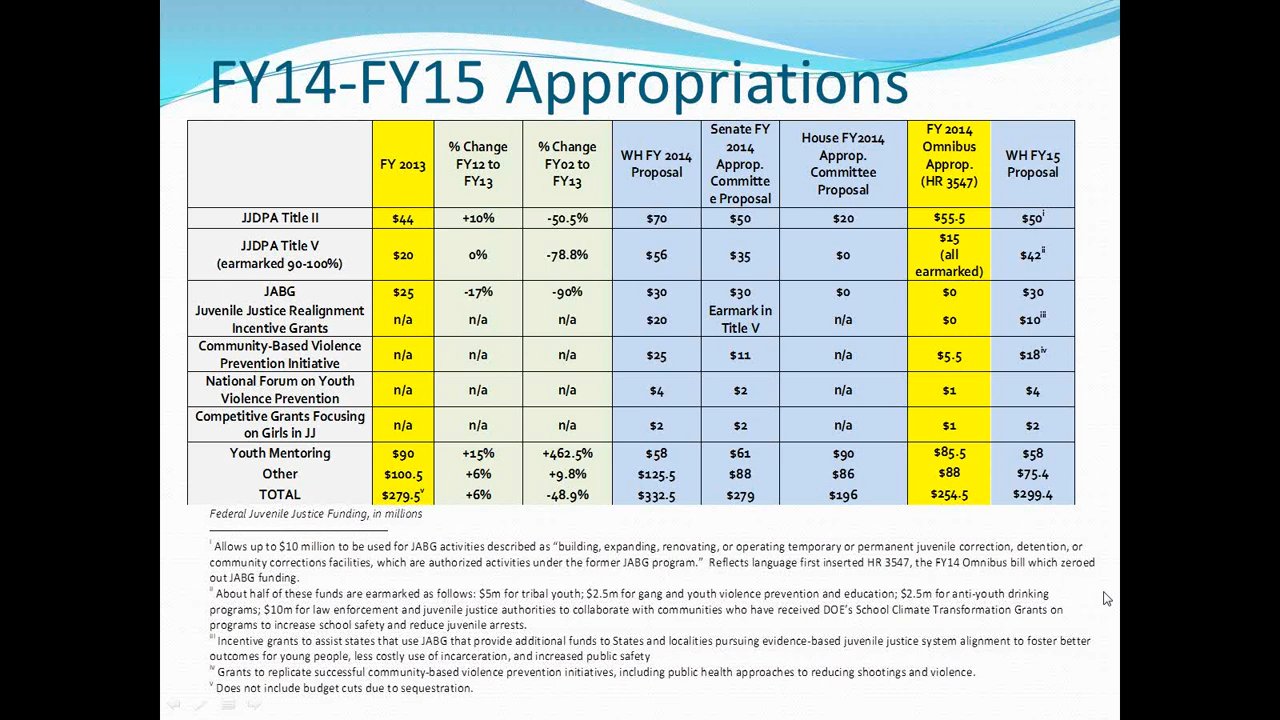 FY14-FY15 Appropriations
FY 2013
% Change FY12 to FY13
% Change FY02 to FY13
WH FY 2014 Proposal
Senate FY 2014 Approp. Committe e Proposal
House FY2014 Approp. Committee Proposal
FY 2014 Omnibus Approp. (HR 3547)
WH FY15 Proposal
JJDPA Title II $44 +10% -50.5% $70 $50 $20 $55.5 $50i
JJDPA Title V (earmarked 90-100%) $20 0% -78.8% $56 $35 $0 $15 (all earmarked) $42ii
JABG $25 -17% -90% $30 $30 $0 $0 $30
Juvenile Justice Realignment Incentive Grants n/a n/a n/a $20 Earmark in Title V n/a $0 $10iii
Community-Based Violence Prevention Initiative n/a n/a n/a $25 $11 n/a $5.5 $18iv
National Forum on Youth Violence Prevention n/a n/a n/a $4 $2 n/a $1 $4
Competitive Grants Focusing on Girls in JJ n/a n/a n/a $2 $2 n/a $1 $2
Youth Mentoring $90 +15% +462.5% $58 $61 $90 $85.5 $58
Other $100.5 +6% +9.8% $125.5 $88 $86 $88 $75.4
TOTAL $279.5v +6% -48.9% $332.5 $279 $196 $254.5 $299.4
Federal Juvenile Justice Funding, in millions
i Allows up to $10 million to be used for JABG activities described as “building, expanding, renovating, or operating temporary or permanent juvenile correction, detention, or
community corrections facilities, which are authorized activities under the former JABG program.” Reflects language first inserted HR 3547, the FY14 Omnibus bill which zeroed
out JABG funding.
ii About half of these funds are earmarked as follows: $5m for tribal youth; $2.5m for gang and youth violence prevention and education; $2.5m for anti-youth drinking
programs; $10m for law enforcement and juvenile justice authorities to collaborate with communities who have received DOE’s School Climate Transformation Grants on
programs to increase school safety and reduce juvenile arrests.
iii Incentive grants to assist states that use JABG that provide additional funds to States and localities pursuing evidence-based juvenile justice system alignment to foster better
outcomes for young people, less costly use of incarceration, and increased public safety
iv Grants to replicate successful community-based violence prevention initiatives, including public health approaches to reducing shootings and violence.
v Does not include budget cuts due to sequestration.